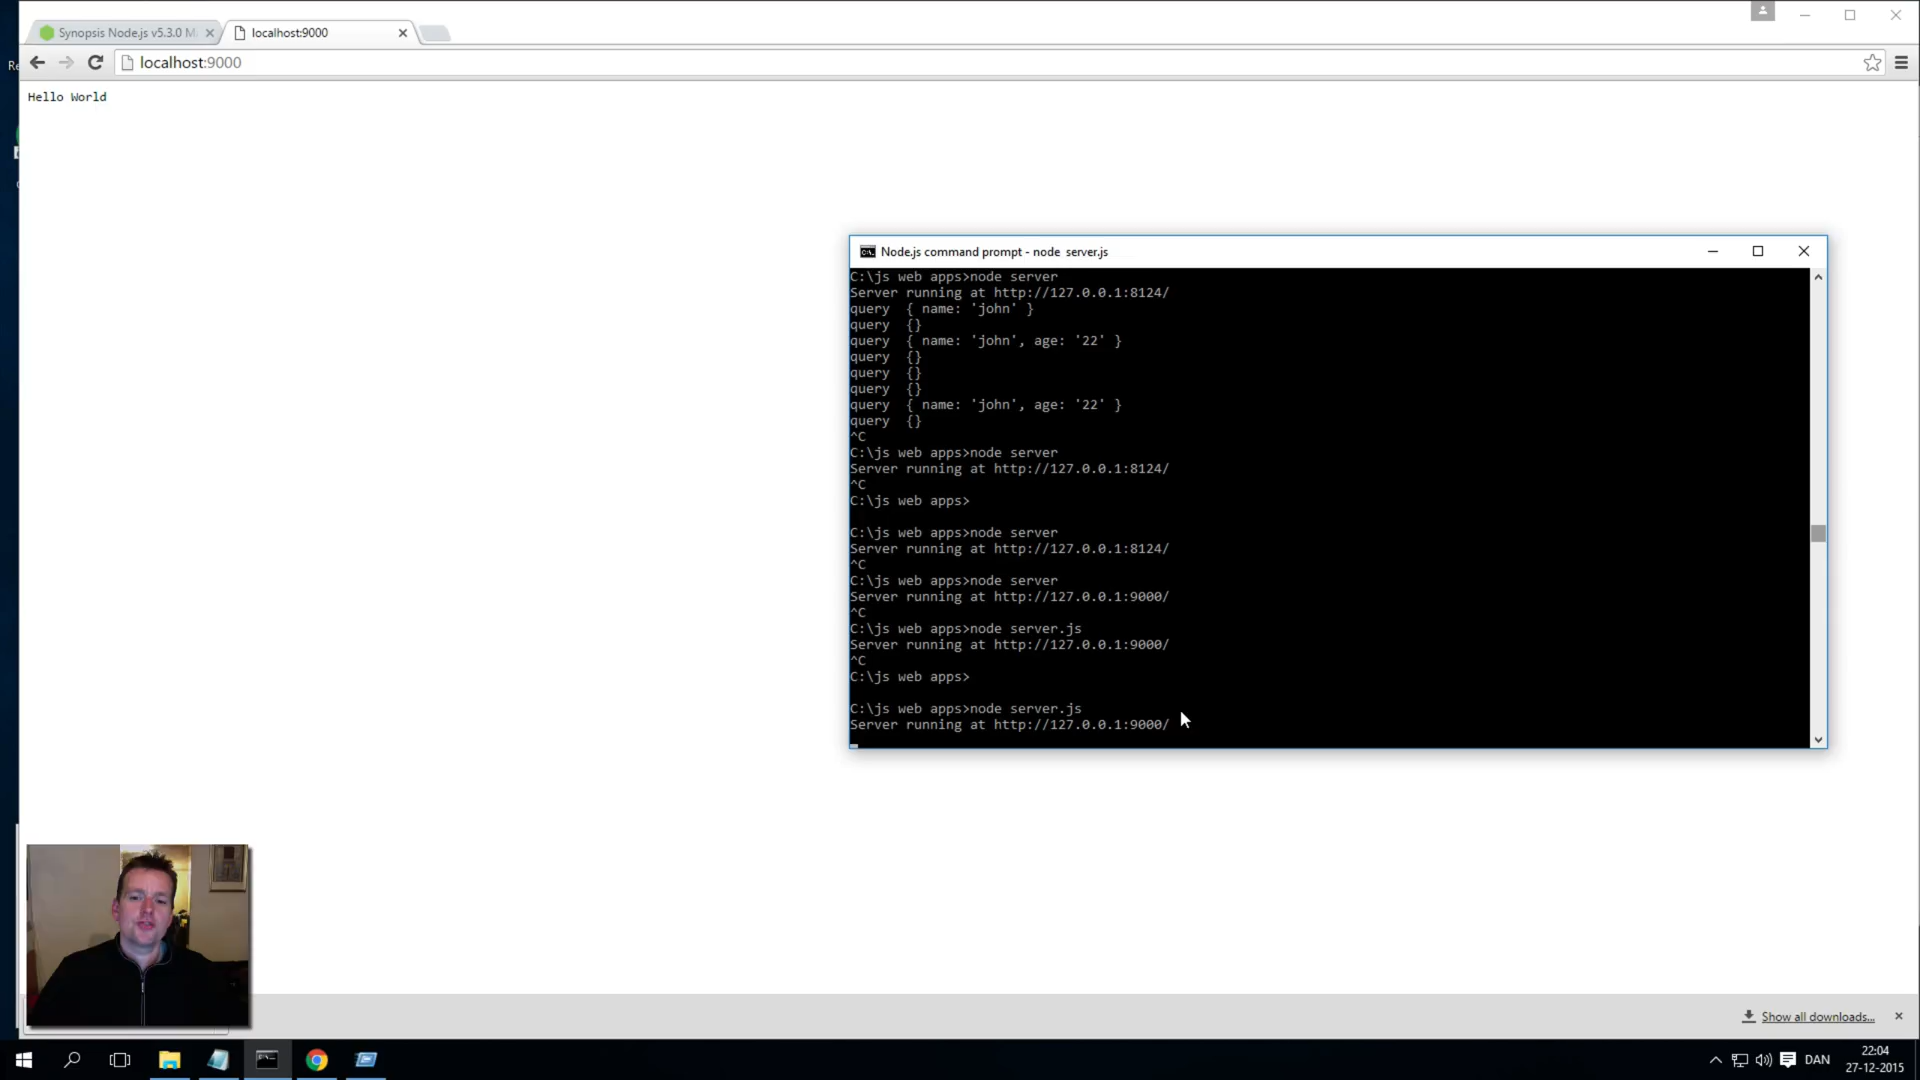 Synopsis Node.js v5.3.0 M
localhost:9000
localhost:9000
Hello World
Node.js command prompt - node server.js
C:\js web apps>node server
Server running at http://127.0.0.1:8124/
query  { name: 'john' }
query  {}
query  { name: 'john', age: '22' }
query  {}
query  {}
query  {}
query  { name: 'john', age: '22' }
query  {}
^C
C:\js web apps>node server
Server running at http://127.0.0.1:8124/
^C
C:\js web apps>
C:\js web apps>node server
Server running at http://127.0.0.1:8124/
^C
C:\js web apps>node server
Server running at http://127.0.0.1:9000/
^C
C:\js web apps>node server.js
Server running at http://127.0.0.1:9000/
^C
C:\js web apps>
C:\js web apps>node server.js
Server running at http://127.0.0.1:9000/
Show all downloads...
DAN
22:04
27-12-2015